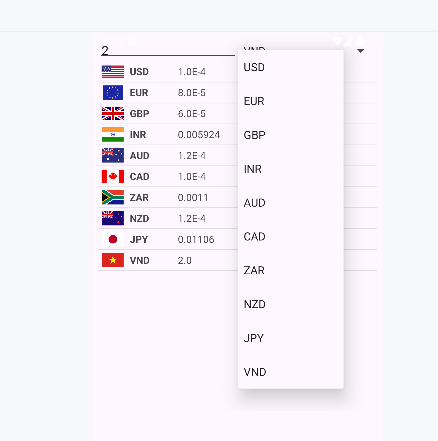 2 VND
USD 1.0E-4
EUR 8.0E-5
GBP 6.0E-5
INR 0.005924
AUD 1.2E-4
CAD 1.0E-4
ZAR 0.0011
NZD 1.2E-4
JPY 0.01106
VND 2.0
USD
EUR
GBP
INR
AUD
CAD
ZAR
NZD
JPY
VND